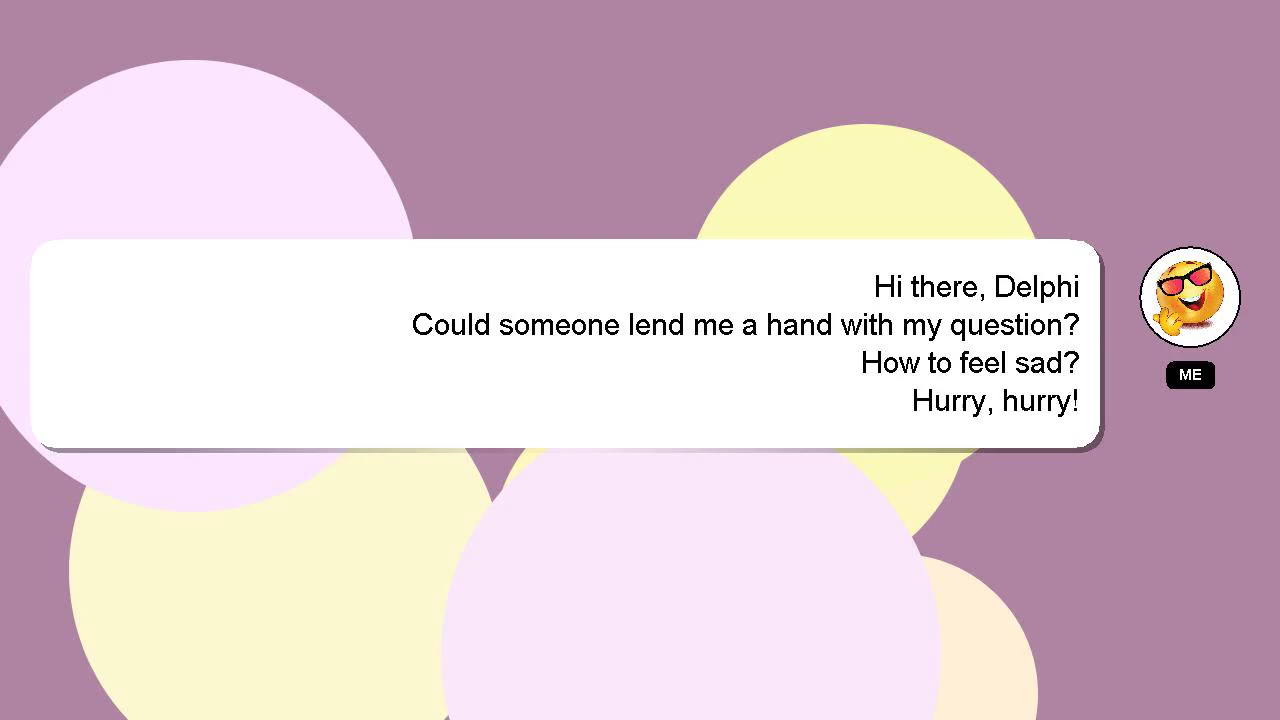 Hi there, Delphi
Could someone lend me a hand with my question?
How to feel sad?
Hurry, hurry!
ME